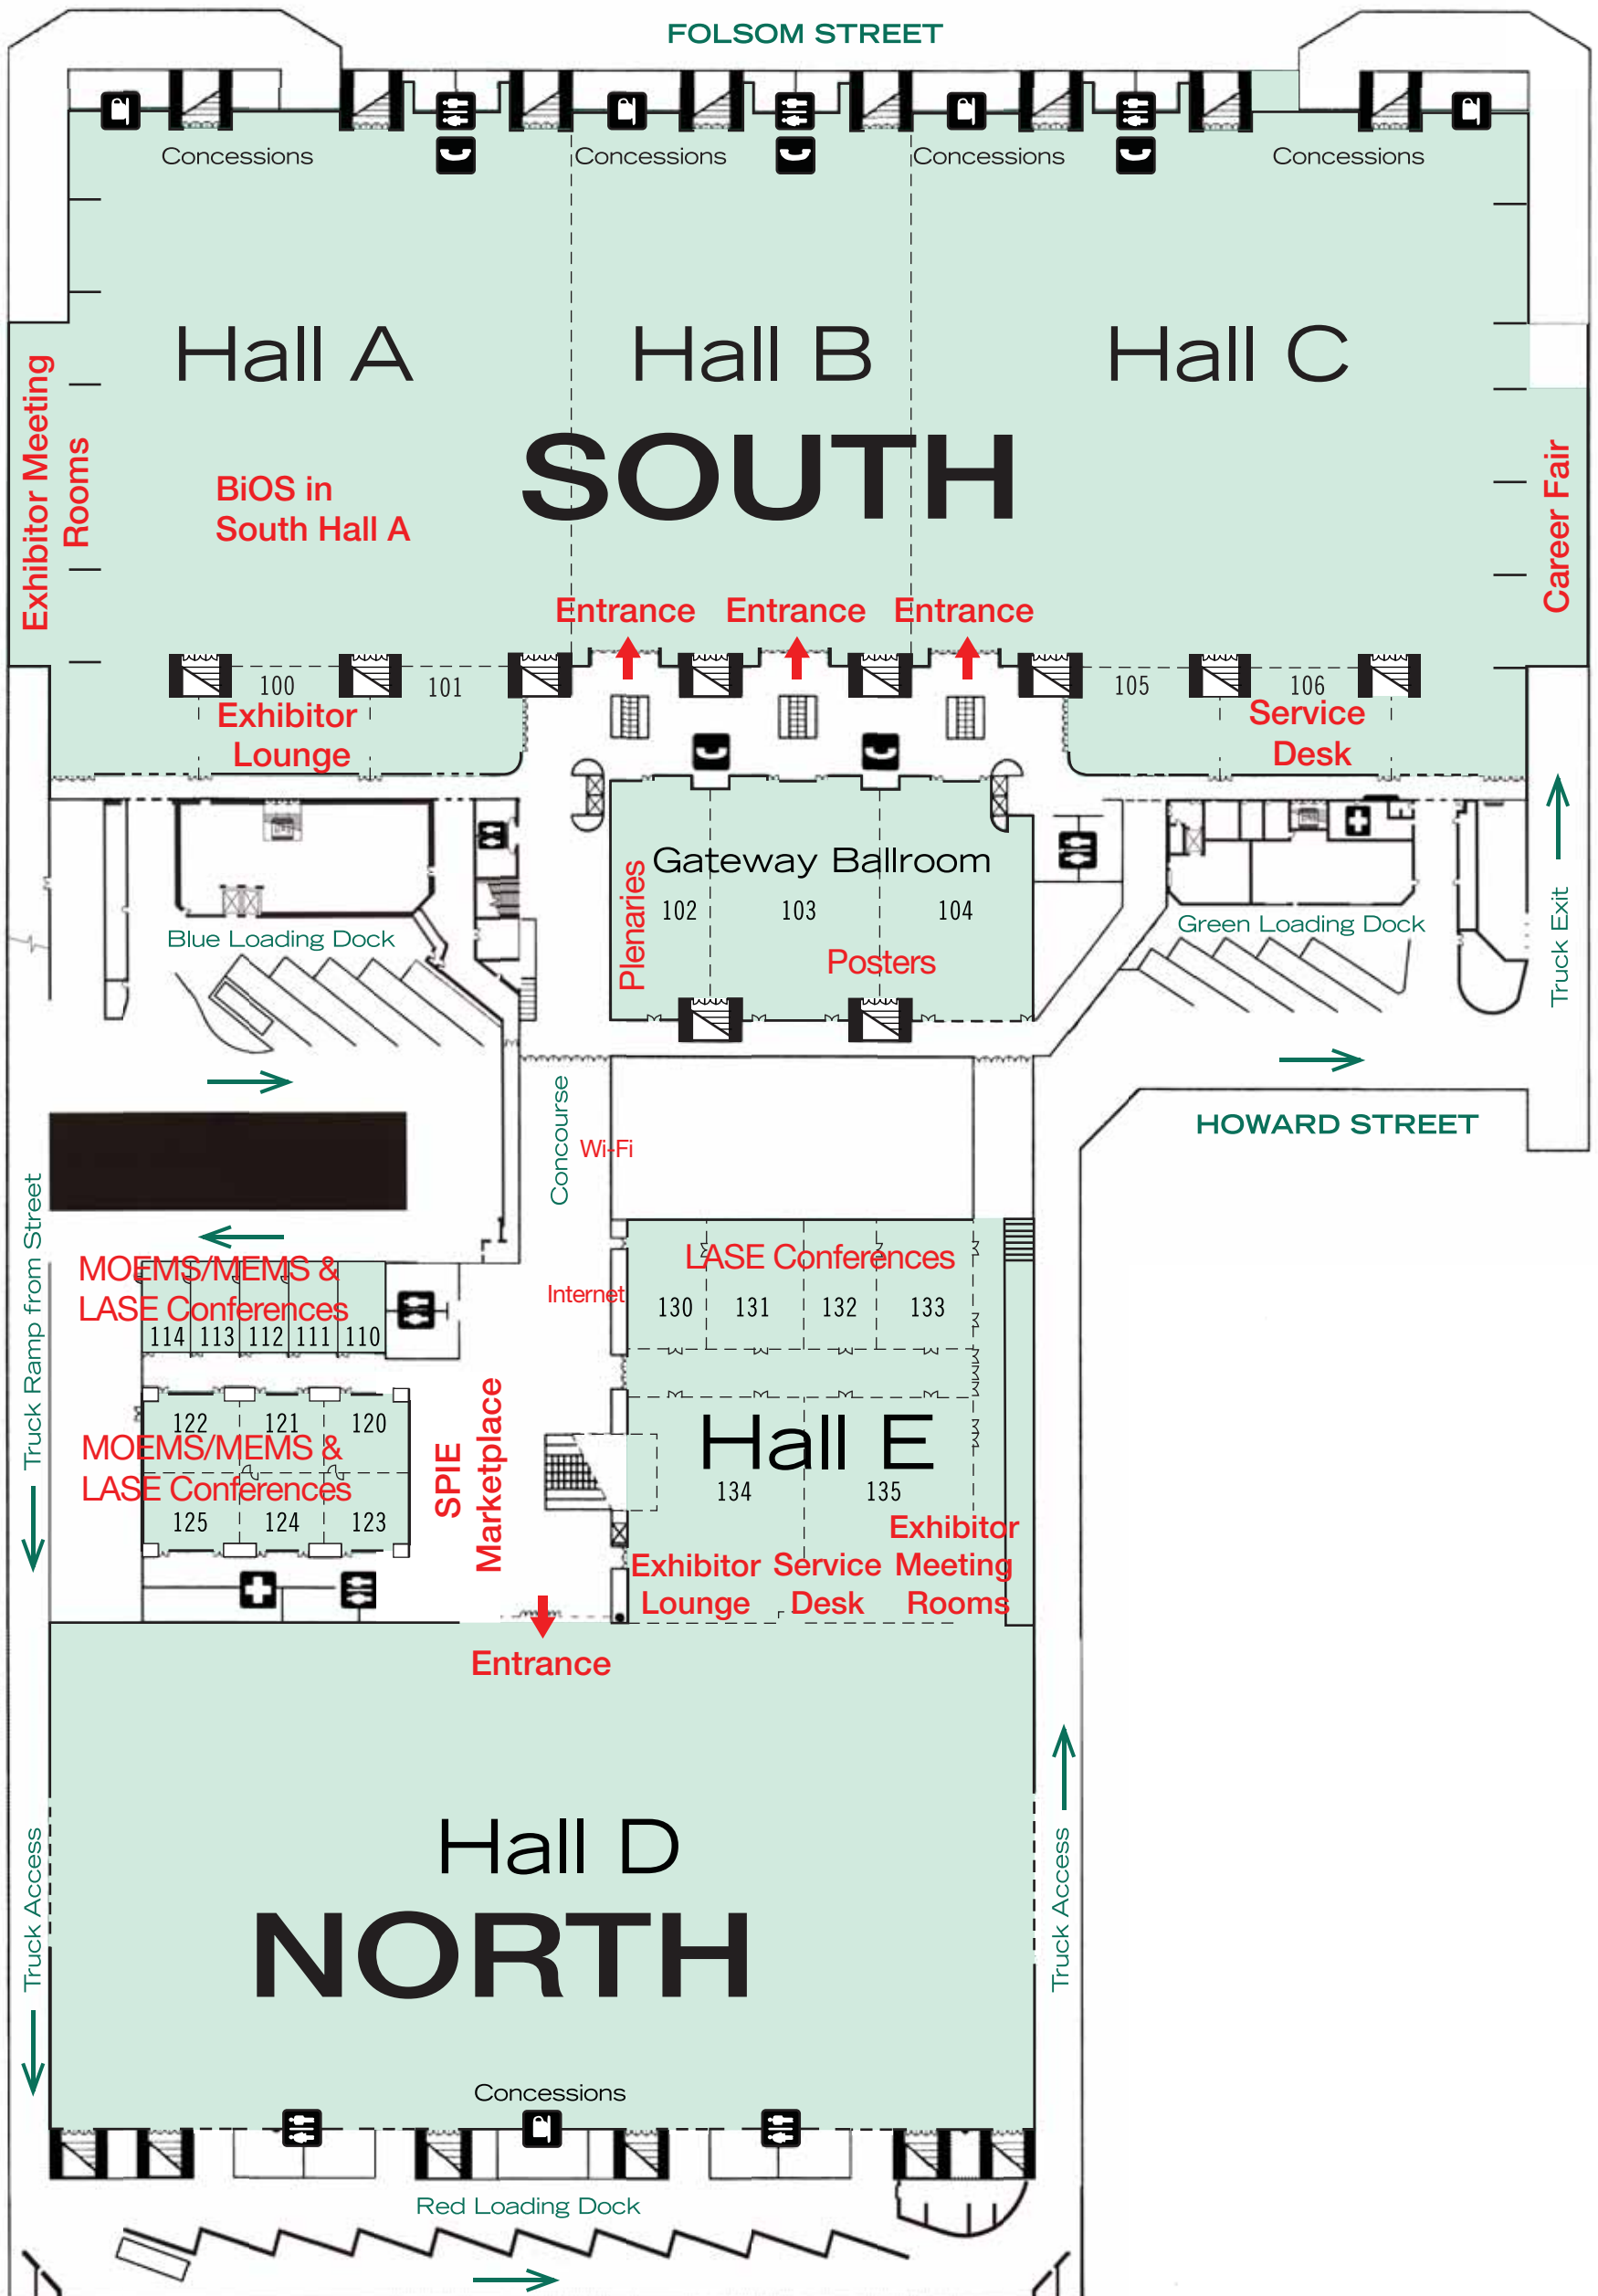 FOLSOM STREET
Concessions
Concessions
Concessions
Concessions
Hall A
Hall B
Hall C
SOUTH
Exhibitor Meeting
Rooms
BiOS in
South Hall A
Career Fair
Entrance
Entrance
Entrance
100
101
105
106
Exhibitor
Lounge
Service
Desk
Gateway Ballroom
Plenaries
102
103
104
Posters
Blue Loading Dock
Green Loading Dock
Truck Exit
Concourse
Wi-Fi
HOWARD STREET
Truck Ramp from Street
MOEMS/MEMS &
LASE Conferences
114
113
112
111
110
Internet
LASE Conferences
130
131
132
133
122
121
120
MOEMS/MEMS &
LASE Conferences
125
124
123
SPIE
Marketplace
Hall E
134
135
Exhibitor
Lounge
Service
Desk
Exhibitor
Meeting
Rooms
Entrance
Hall D
NORTH
Truck Access
Truck Access
Concessions
Red Loading Dock